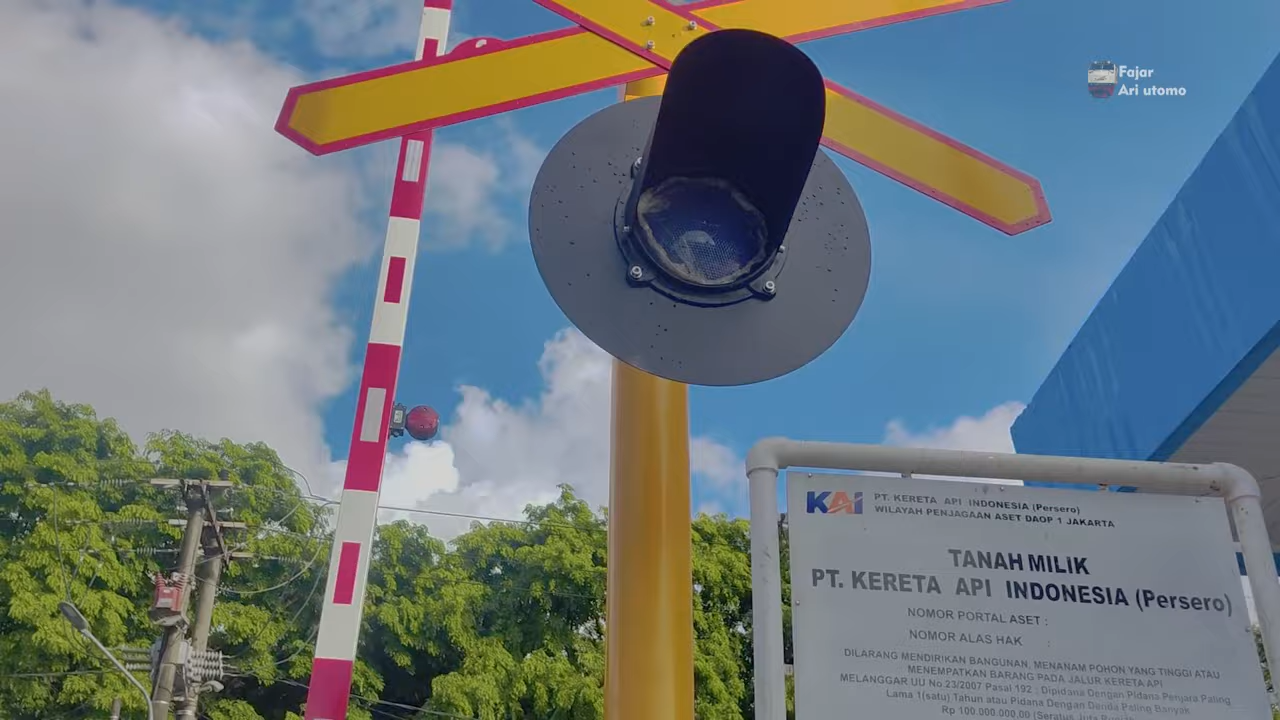 Fajar
Ari utomo
KAI
PT. KERETA API INDONESIA (Persero)
WILAYAH PENJAGAAN ASET DAOP 1 JAKARTA
TANAH MILIK
PT. KERETA API INDONESIA (Persero)
NOMOR PORTAL ASET :
NOMOR ALAS HAK :
DILARANG MENDIRIKAN BANGUNAN, MENANAM POHON YANG TINGGI ATAU
MENEMPATKAN BARANG PADA JALUR KERETA API
MELANGGAR UU No.23/2007 Pasal 192 : Dipidana Dengan Pidana Penjara Paling
Lama 1(satu) Tahun atau Pidana Dengan Denda Paling Banyak
Rp 100.000.000,00 (Seratus Juta